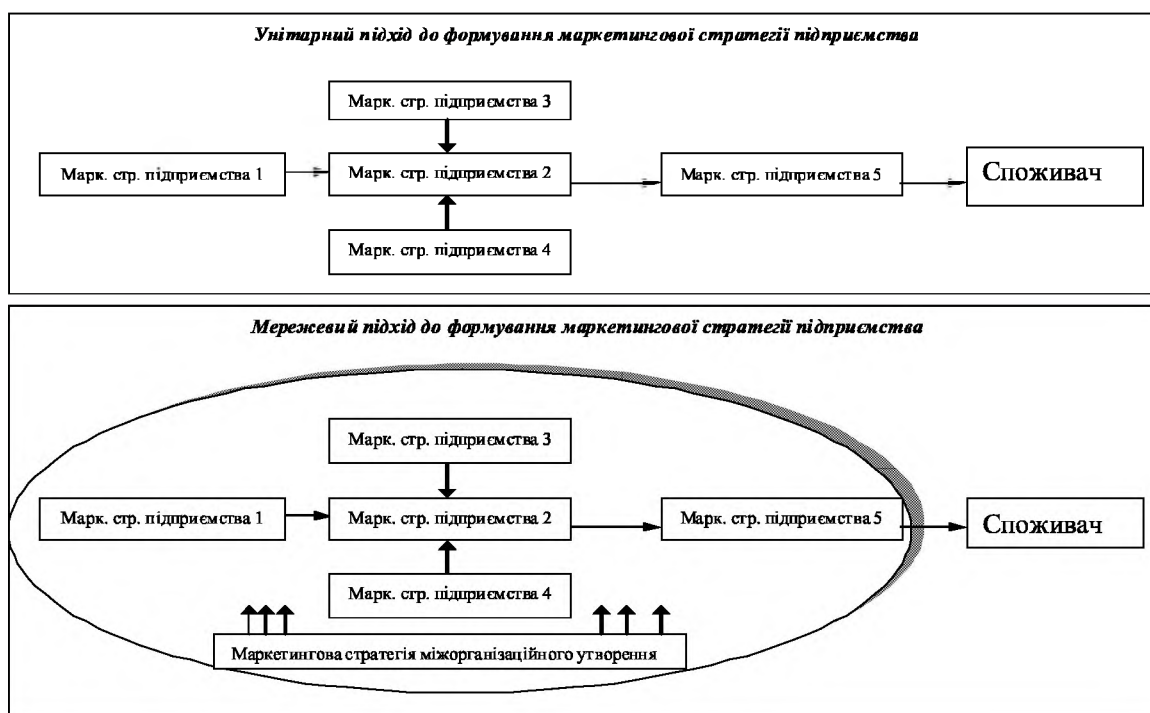 Унітарний підхід до формування маркетингової стратегії підприємства
Марк. стр. підприємства 3
Марк. стр. підприємства 1
Марк. стр. підприємства 2
Марк. стр. підприємства 5
Споживач
Марк. стр. підприємства 4
Мережевий підхід до формування маркетингової стратегії підприємства
Марк. стр. підприємства 3
Марк. стр. підприємства 1
Марк. стр. підприємства 2
Марк. стр. підприємства 5
Споживач
Марк. стр. підприємства 4
Маркетингова стратегія міжорганізаційного утворення